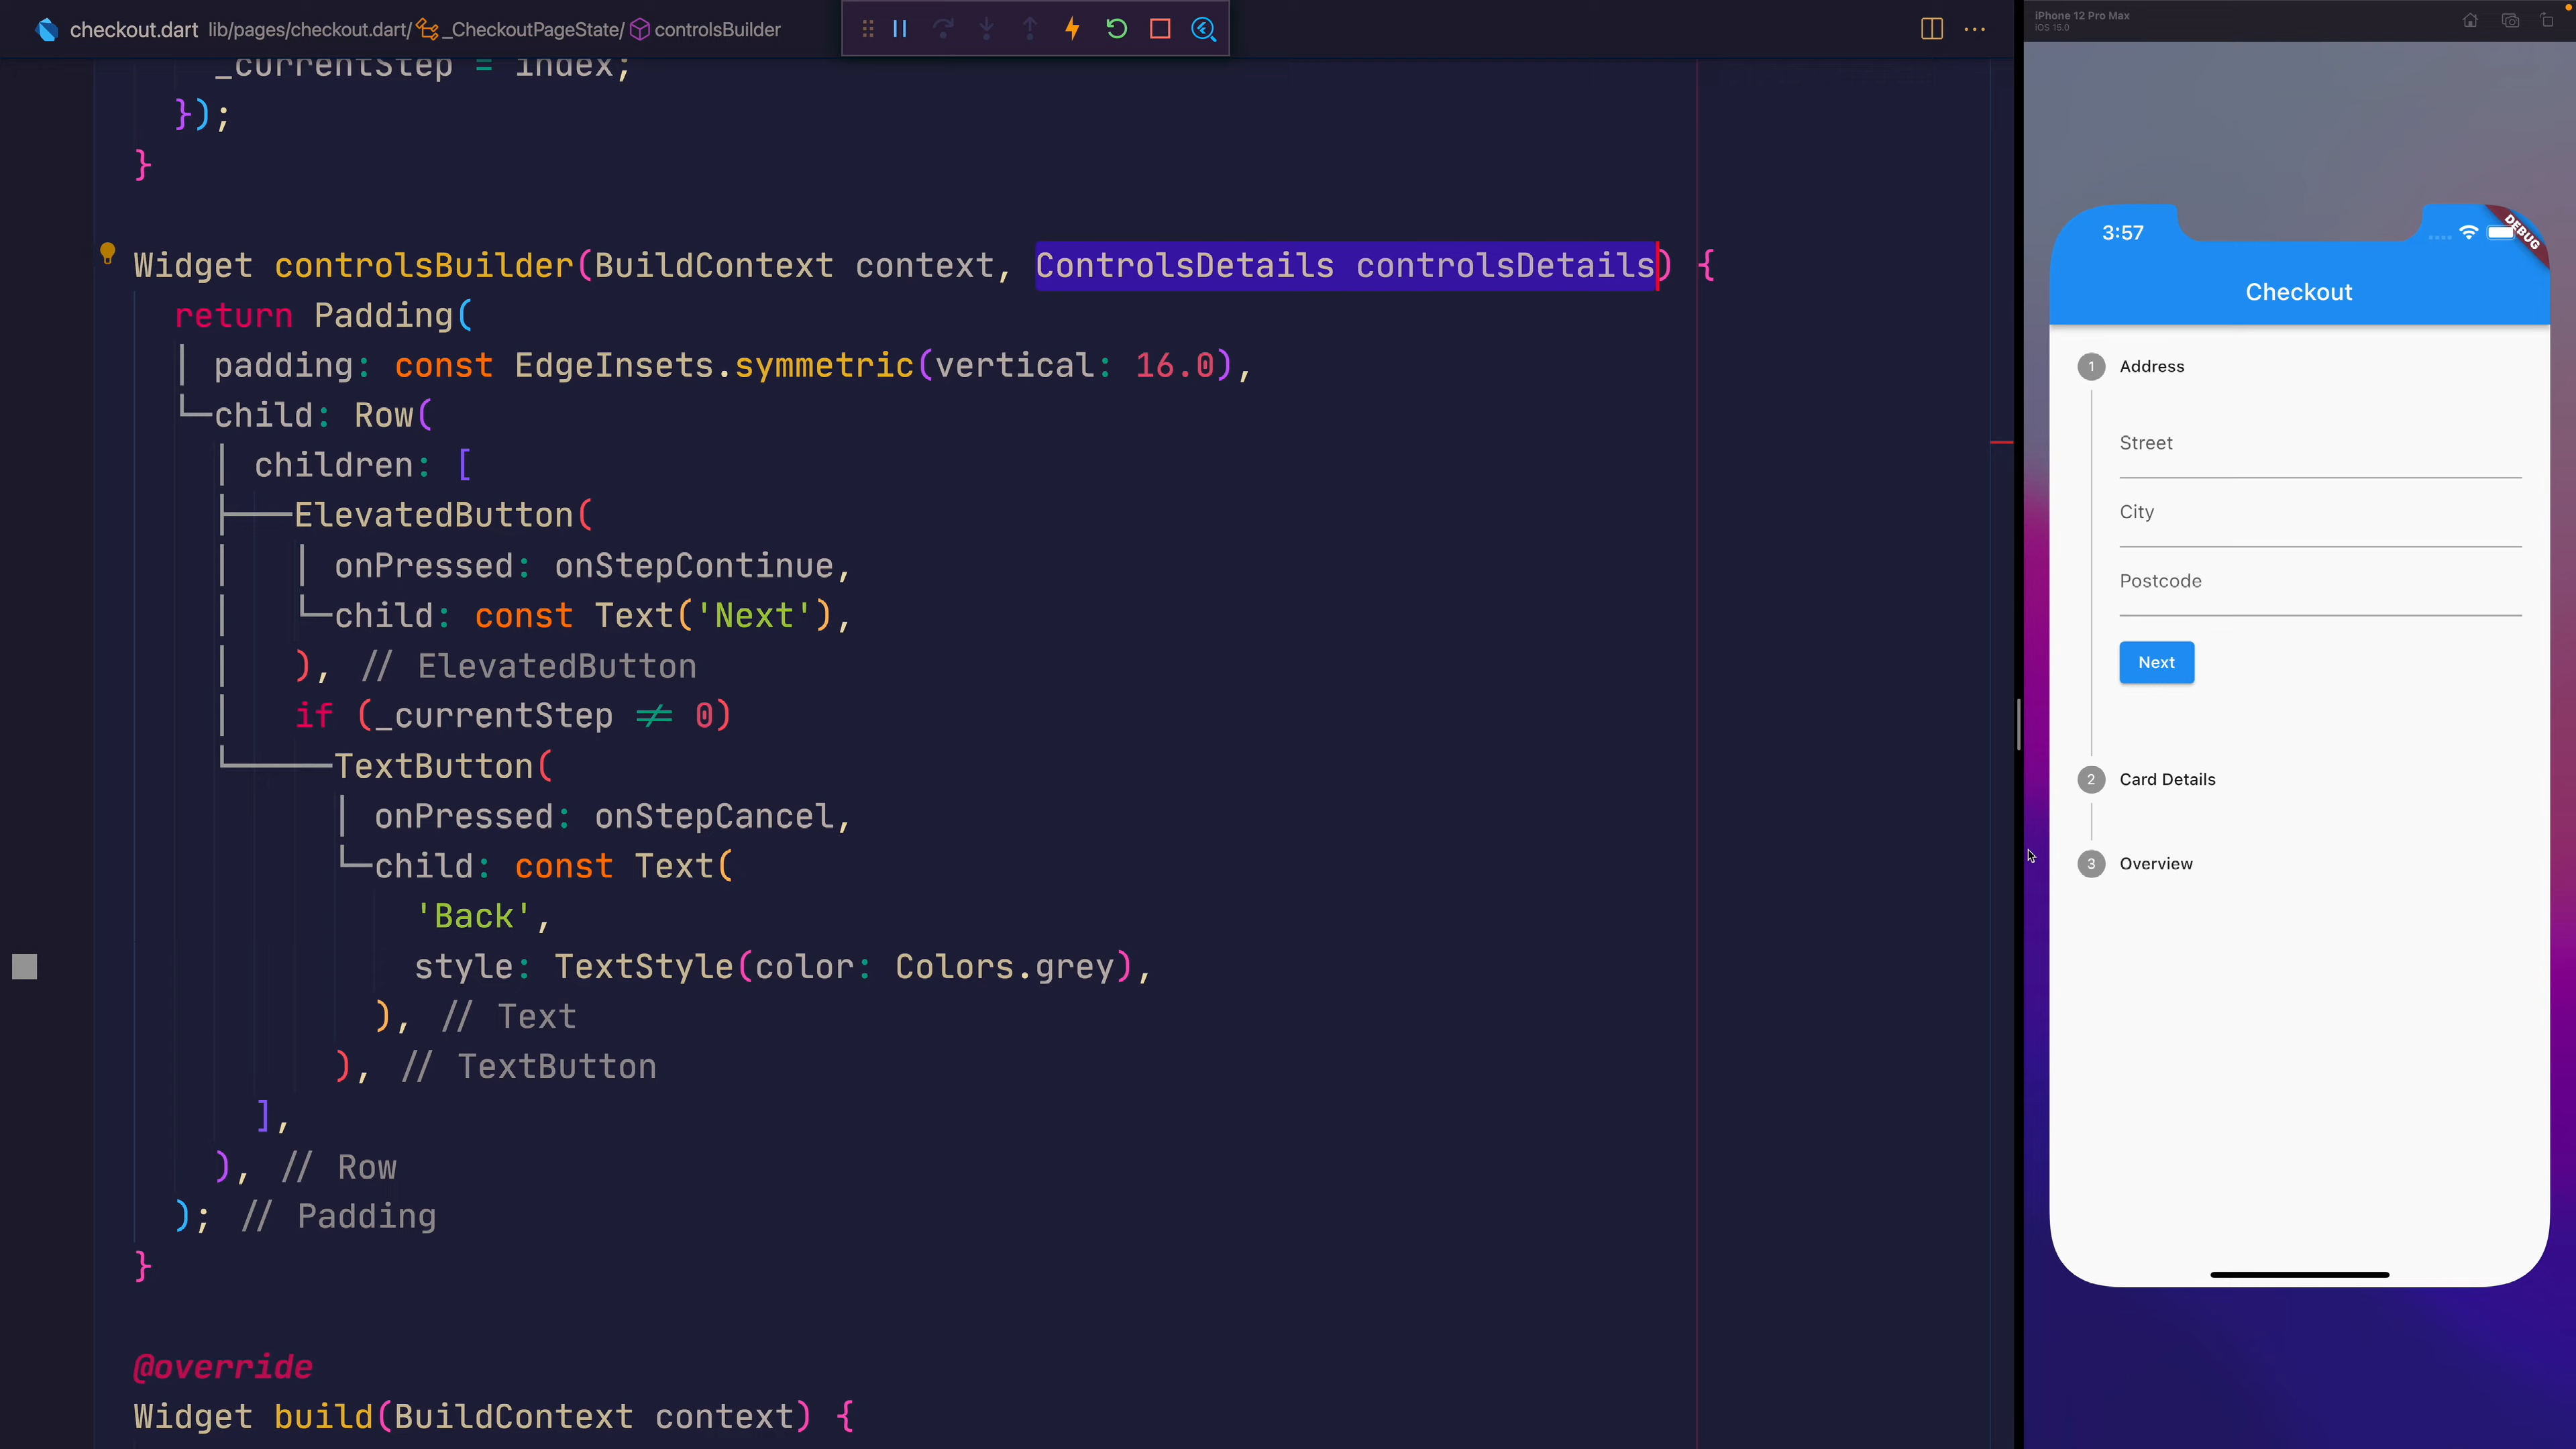 checkout.dart lib/pages/checkout.dart/ _CheckoutPageState/ controlsBuilder
_currentStep = index;
});
}
Widget controlsBuilder(BuildContext context, ControlsDetails controlsDetails) {
return Padding(
padding: const EdgeInsets.symmetric(vertical: 16.0),
child: Row(
children: [
ElevatedButton(
onPressed: onStepContinue,
child: const Text('Next'),
), // ElevatedButton
if (_currentStep != 0)
TextButton(
onPressed: onStepCancel,
child: const Text(
'Back',
style: TextStyle(color: Colors.grey),
), // Text
), // TextButton
],
), // Row
); // Padding
}
@override
Widget build(BuildContext context) {
iPhone 12 Pro Max
iOS 15.0
3:57
DEBUG
Checkout
1 Address
Street
City
Postcode
Next
2 Card Details
3 Overview